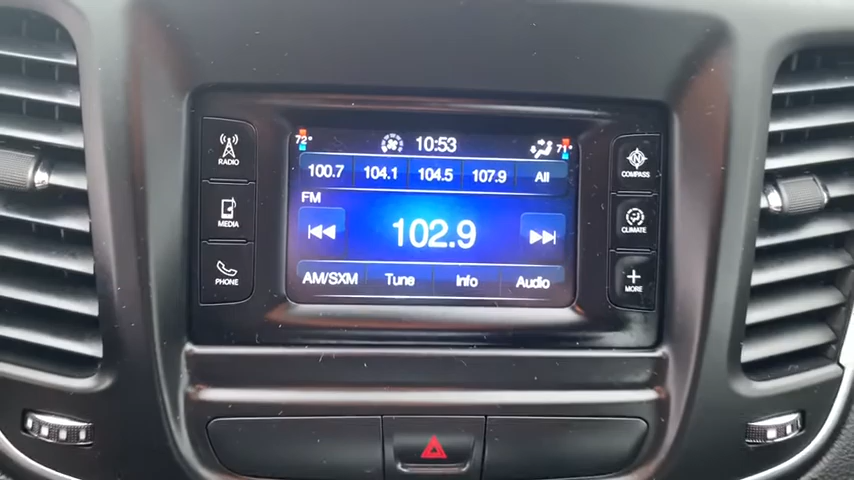 72° 10:53 71°
100.7 104.1 104.5 107.9 All
FM
102.9
AM/SXM Tune Info Audio
RADIO
MEDIA
PHONE
COMPASS
CLIMATE
MORE